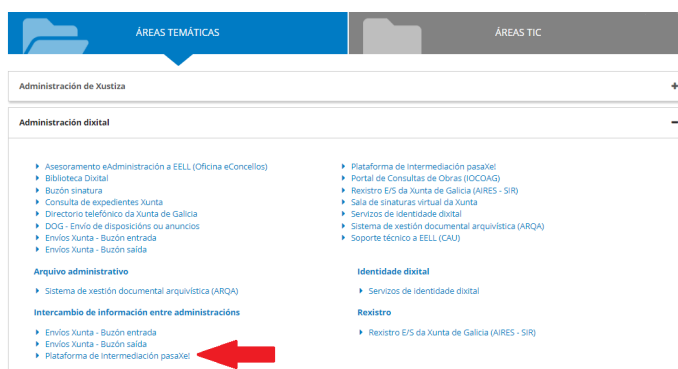 ÁREAS TEMÁTICAS
ÁREAS TIC
Administración de Xustiza
+
Administración dixital
−
Asesoramento eAdministración a EELL (Oficina eConcellos)
Biblioteca Dixital
Buzón sinatura
Consulta de expedientes Xunta
Directorio telefónico da Xunta de Galicia
DOG - Envío de disposicións ou anuncios
Envíos Xunta - Buzón entrada
Envíos Xunta - Buzón saída
Plataforma de Intermediación pasaXe!
Portal de Consultas de Obras (IOCOAG)
Rexistro E/S da Xunta de Galicia (AIRES - SIR)
Sala de sinaturas virtual da Xunta
Servizos de identidade dixital
Sistema de xestión documental arquivística (ARQA)
Soporte técnico a EELL (CAU)
Arquivo administrativo
Sistema de xestión documental arquivística (ARQA)
Identidade dixital
Servizos de identidade dixital
Intercambio de información entre administracións
Envíos Xunta - Buzón entrada
Envíos Xunta - Buzón saída
Plataforma de Intermediación pasaXe!
Rexistro
Rexistro E/S da Xunta de Galicia (AIRES - SIR)